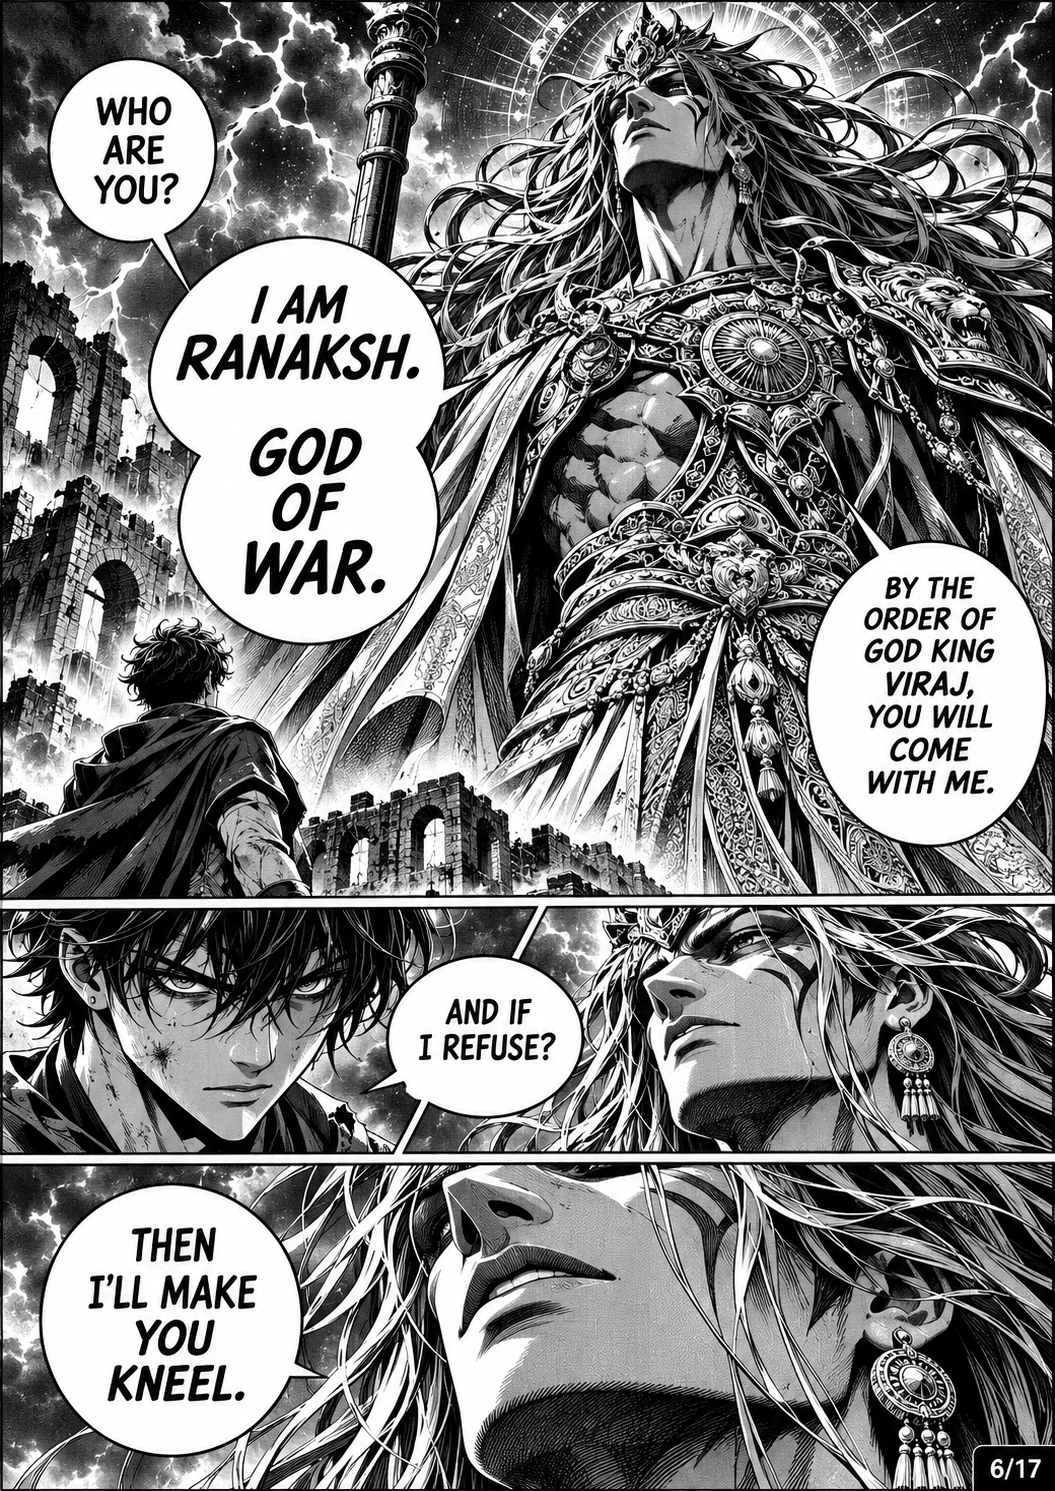 WHO
ARE
YOU?
I AM
RANAKSH.
GOD
OF
WAR.
BY THE
ORDER OF
GOD KING
VIRAJ,
YOU WILL
COME
WITH ME.
AND IF
I REFUSE?
THEN
I'LL MAKE
YOU
KNEEL.
6/17